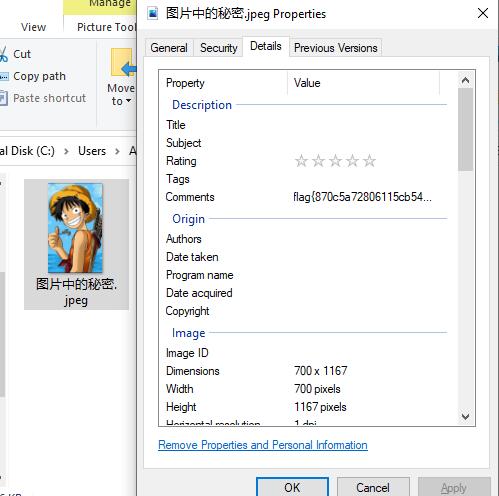 Manage
View
Picture Tool
Cut
Copy path
Paste shortcut
Move
to
al Disk (C:) > Users > A
图片中的秘密.
jpeg
图片中的秘密.jpeg Properties
General Security Details Previous Versions
Property Value
Description
Title
Subject
Rating
Tags
Comments flag{870c5a72806115cb54...
Origin
Authors
Date taken
Program name
Date acquired
Copyright
Image
Image ID
Dimensions 700 x 1167
Width 700 pixels
Height 1167 pixels
Horizontal resolution 1 dpi
Remove Properties and Personal Information
OK Cancel Apply